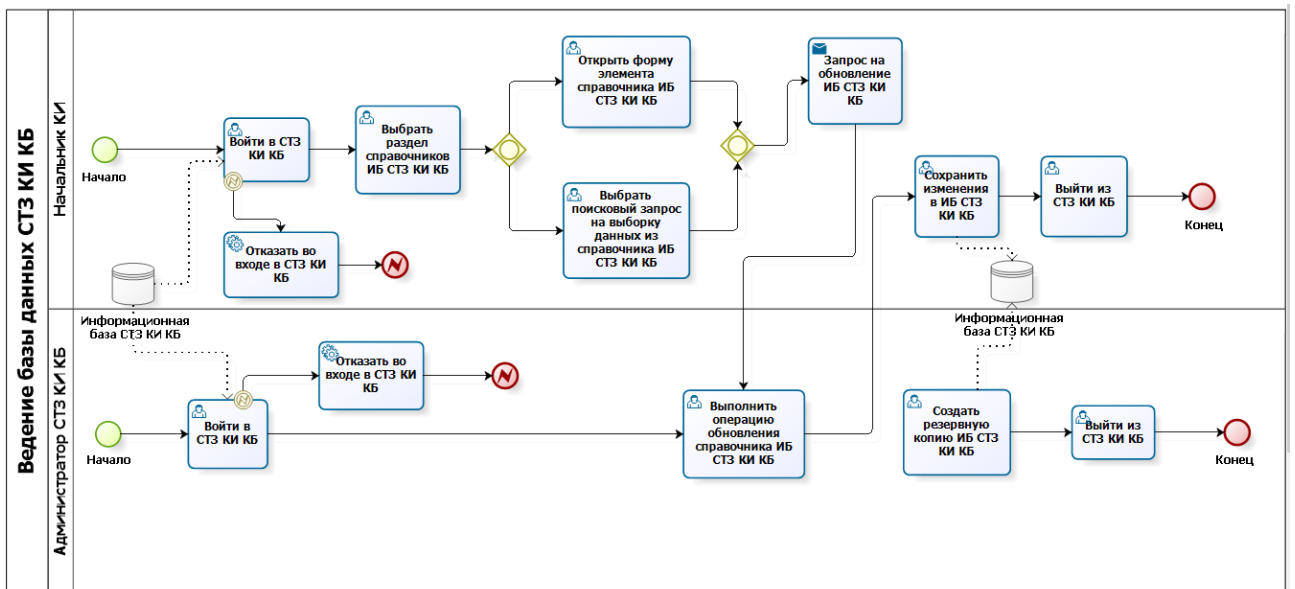 Ведение базы данных СТЗ КИ КБ
Начальник КИ
Начало
Войти в СТЗ
КИ КБ
Выбрать
раздел
справочников
ИБ СТЗ КИ КБ
Открыть форму
элемента
справочника ИБ
СТЗ КИ КБ
Выбрать
поисковый запрос
на выборку
данных из
справочника ИБ
СТЗ КИ КБ
Запрос на
обновление
ИБ СТЗ КИ
КБ
Отказать во
входе в СТЗ КИ
КБ
Сохранить
изменения
в ИБ СТЗ
КИ КБ
Выйти из
СТЗ КИ КБ
Конец
Информационная
база СТЗ КИ КБ
Информационная
база СТЗ КИ КБ
Администратор СТЗ КИ КБ
Начало
Войти в
СТЗ КИ КБ
Отказать во
входе в СТЗ КИ
КБ
Выполнить
операцию
обновления
справочника ИБ
СТЗ КИ КБ
Создать
резервную
копию ИБ СТЗ
КИ КБ
Выйти из
СТЗ КИ КБ
Конец